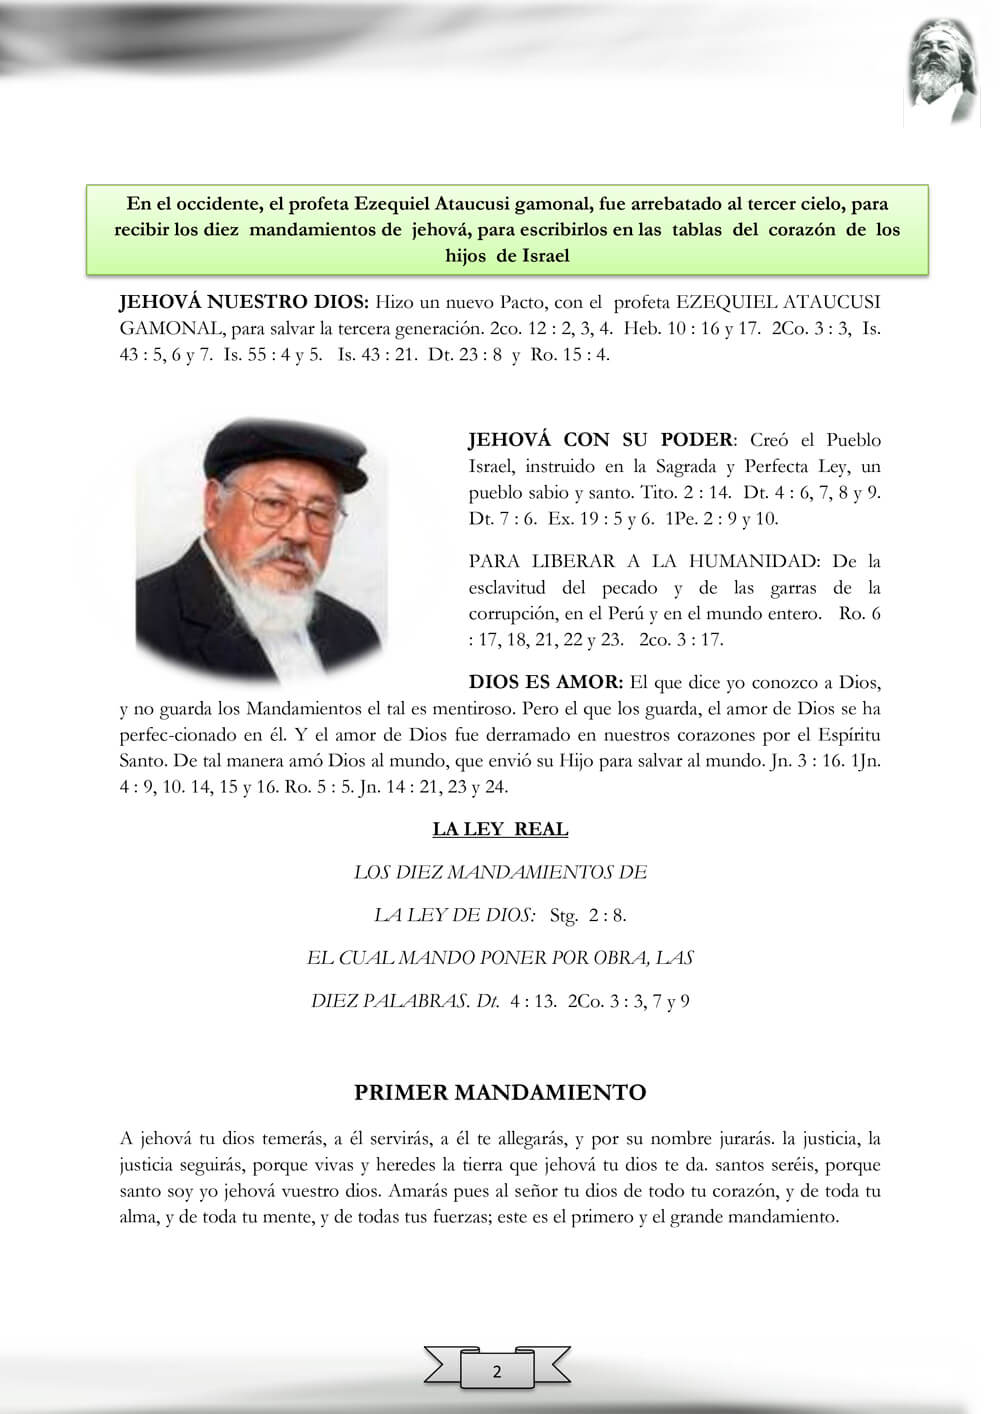 En el occidente, el profeta Ezequiel Ataucusi gamonal, fue arrebatado al tercer cielo, para
recibir los diez mandamientos de jehová, para escribirlos en las tablas del corazón de los
hijos de Israel
JEHOVÁ NUESTRO DIOS: Hizo un nuevo Pacto, con el profeta EZEQUIEL ATAUCUSI
GAMONAL, para salvar la tercera generación. 2co. 12 : 2, 3, 4. Heb. 10 : 16 y 17. 2Co. 3 : 3, Is.
43 : 5, 6 y 7. Is. 55 : 4 y 5. Is. 43 : 21. Dt. 23 : 8 y Ro. 15 : 4.
JEHOVÁ CON SU PODER: Creó el Pueblo
Israel, instruido en la Sagrada y Perfecta Ley, un
pueblo sabio y santo. Tito. 2 : 14. Dt. 4 : 6, 7, 8 y 9.
Dt. 7 : 6. Ex. 19 : 5 y 6. 1Pe. 2 : 9 y 10.
PARA LIBERAR A LA HUMANIDAD: De la
esclavitud del pecado y de las garras de la
corrupción, en el Perú y en el mundo entero. Ro. 6
: 17, 18, 21, 22 y 23. 2co. 3 : 17.
DIOS ES AMOR: El que dice yo conozco a Dios,
y no guarda los Mandamientos el tal es mentiroso. Pero el que los guarda, el amor de Dios se ha
perfec-cionado en él. Y el amor de Dios fue derramado en nuestros corazones por el Espíritu
Santo. De tal manera amó Dios al mundo, que envió su Hijo para salvar al mundo. Jn. 3 : 16. 1Jn.
4 : 9, 10. 14, 15 y 16. Ro. 5 : 5. Jn. 14 : 21, 23 y 24.
LA LEY REAL
LOS DIEZ MANDAMIENTOS DE
LA LEY DE DIOS: Stg. 2 : 8.
EL CUAL MANDO PONER POR OBRA, LAS
DIEZ PALABRAS. Dt. 4 : 13. 2Co. 3 : 3, 7 y 9
PRIMER MANDAMIENTO
A jehová tu dios temerás, a él servirás, a él te allegarás, y por su nombre jurarás. la justicia, la
justicia seguirás, porque vivas y heredes la tierra que jehová tu dios te da. santos seréis, porque
santo soy yo jehová vuestro dios. Amarás pues al señor tu dios de todo tu corazón, y de toda tu
alma, y de toda tu mente, y de todas tus fuerzas; este es el primero y el grande mandamiento.
2